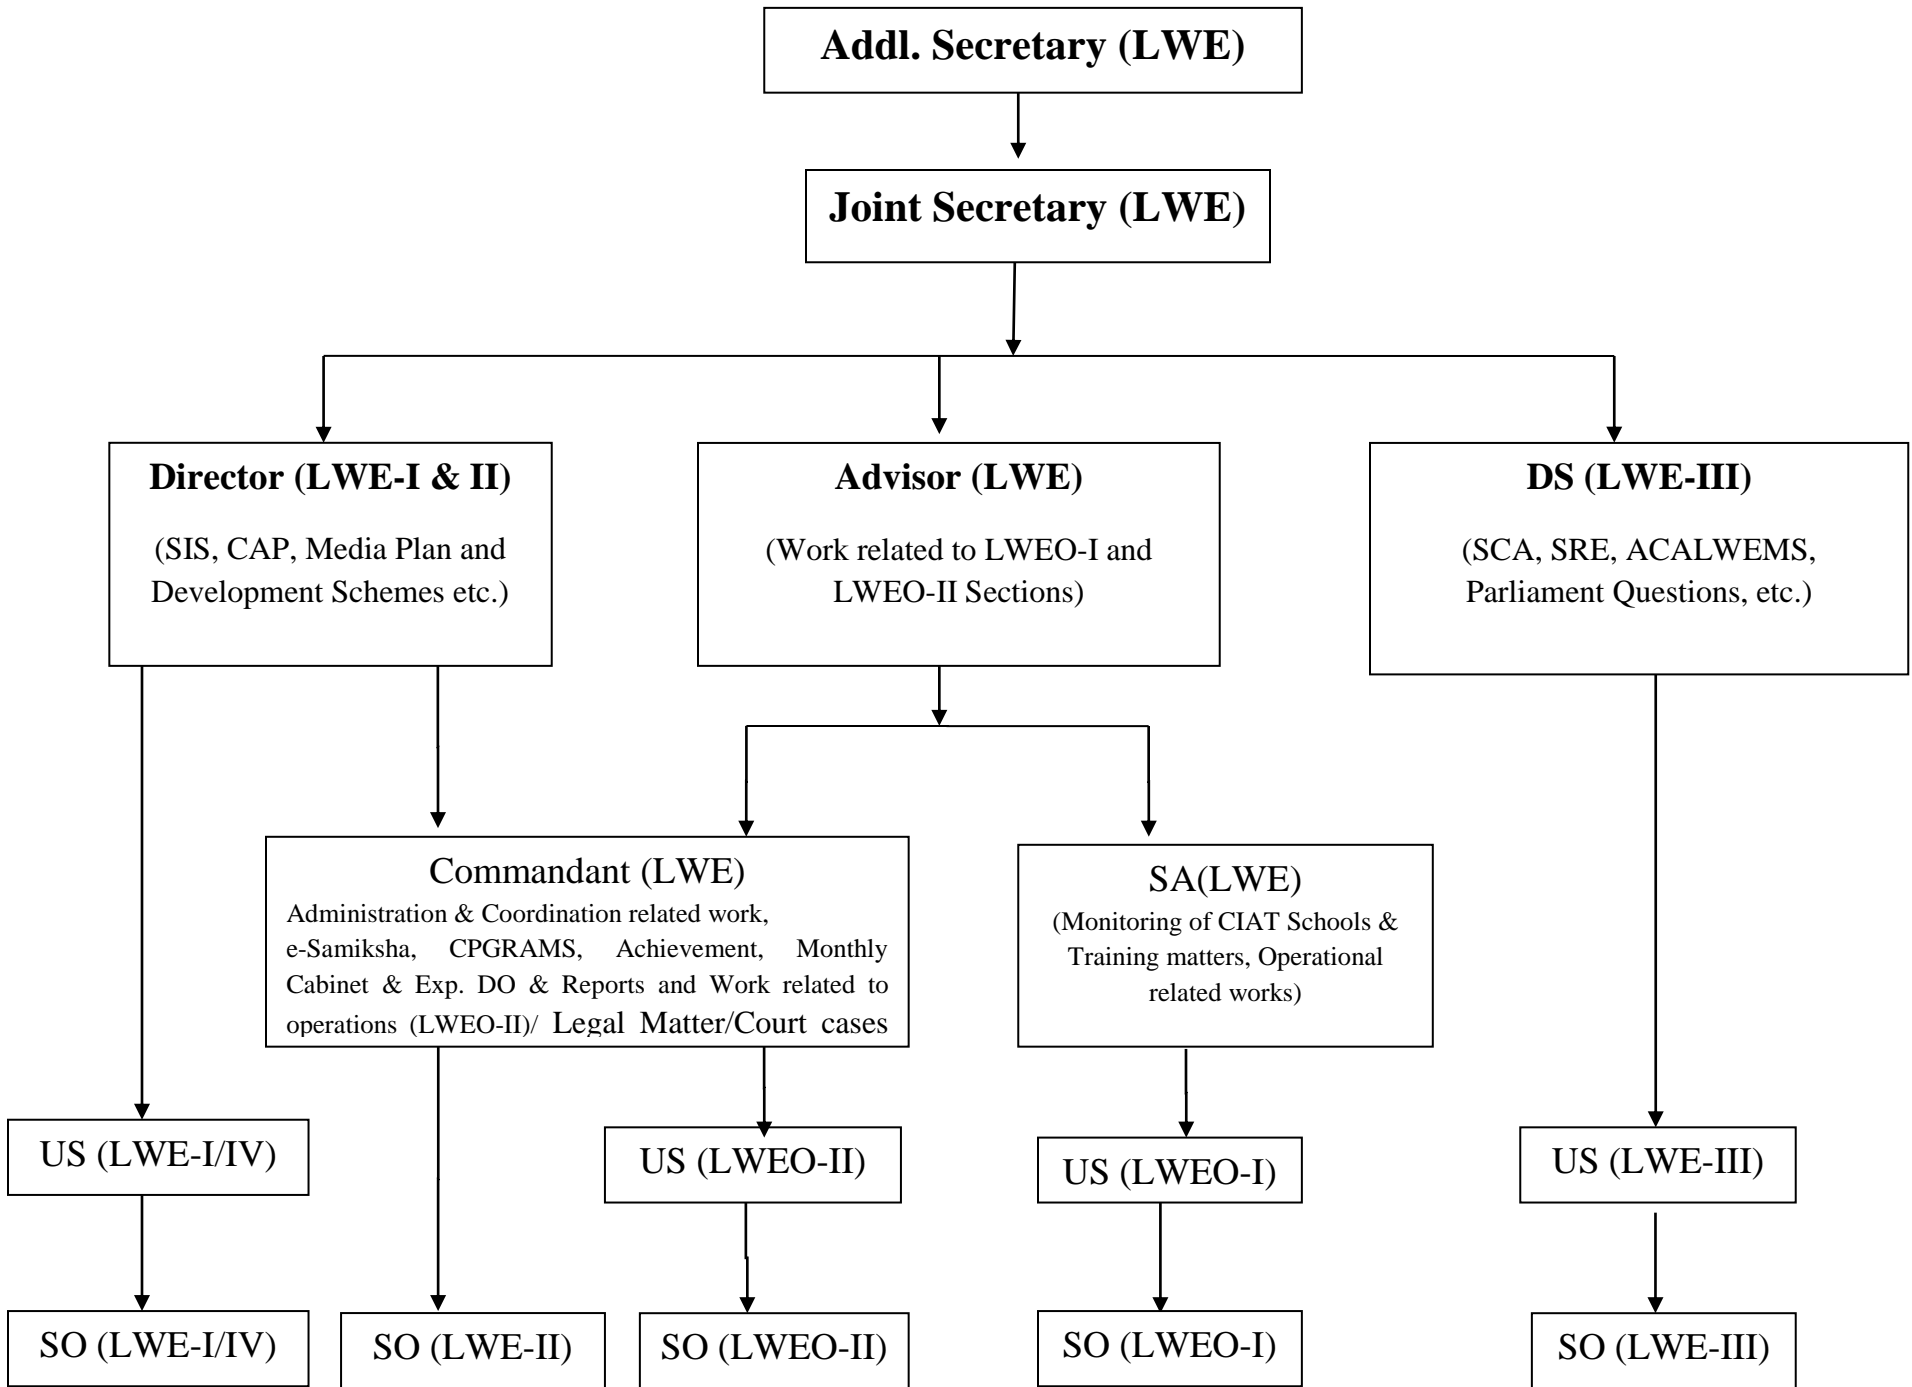 Addl. Secretary (LWE)
Joint Secretary (LWE)
Director (LWE-I & II)
(SIS, CAP, Media Plan and
Development Schemes etc.)
Advisor (LWE)
(Work related to LWEO-I and
LWEO-II Sections)
DS (LWE-III)
(SCA, SRE, ACALWEMS,
Parliament Questions, etc.)
Commandant (LWE)
Administration & Coordination related work,
e-Samiksha, CPGRAMS, Achievement, Monthly
Cabinet & Exp. DO & Reports and Work related to
operations (LWEO-II)/ Legal Matter/Court cases
SA(LWE)
(Monitoring of CIAT Schools &
Training matters, Operational
related works)
US (LWE-I/IV)
US (LWEO-II)
US (LWEO-I)
US (LWE-III)
SO (LWE-I/IV)
SO (LWE-II)
SO (LWEO-II)
SO (LWEO-I)
SO (LWE-III)